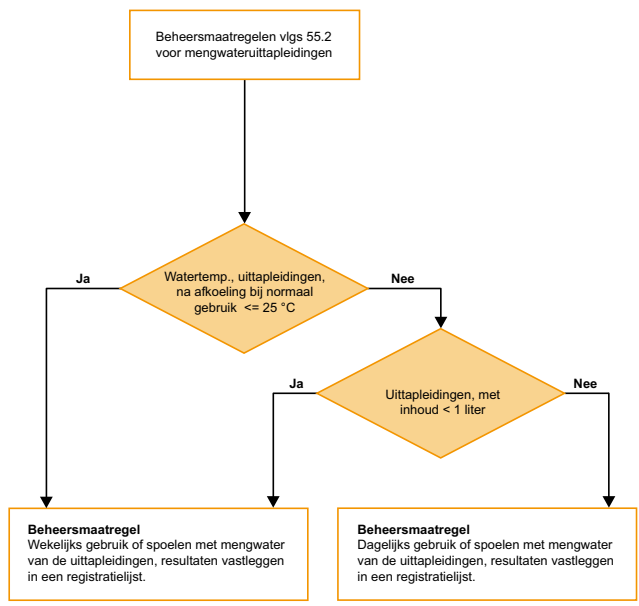 Beheersmaatregelen vlgs 55.2
voor mengwateruittapleidingen
Ja
Watertemp., uittapleidingen,
na afkoeling bij normaal
gebruik <= 25 °C
Nee
Ja
Uittapleidingen, met
inhoud < 1 liter
Nee
Beheersmaatregel
Wekelijks gebruik of spoelen met mengwater
van de uittapleidingen, resultaten vastleggen
in een registratielijst.
Beheersmaatregel
Dagelijks gebruik of spoelen met mengwater
van de uittapleidingen, resultaten vastleggen
in een registratielijst.